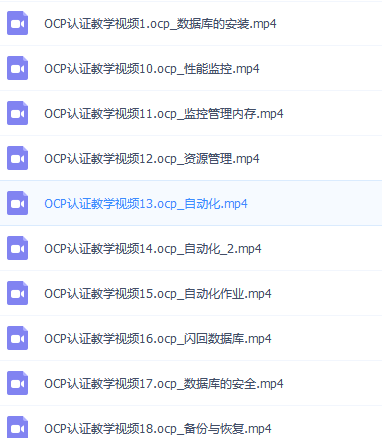 OCP认证教学视频1.ocp_数据库的安装.mp4
OCP认证教学视频10.ocp_性能监控.mp4
OCP认证教学视频11.ocp_监控管理内存.mp4
OCP认证教学视频12.ocp_资源管理.mp4
OCP认证教学视频13.ocp_自动化.mp4
OCP认证教学视频14.ocp_自动化_2.mp4
OCP认证教学视频15.ocp_自动化作业.mp4
OCP认证教学视频16.ocp_闪回数据库.mp4
OCP认证教学视频17.ocp_数据库的安全.mp4
OCP认证教学视频18.ocp_备份与恢复.mp4